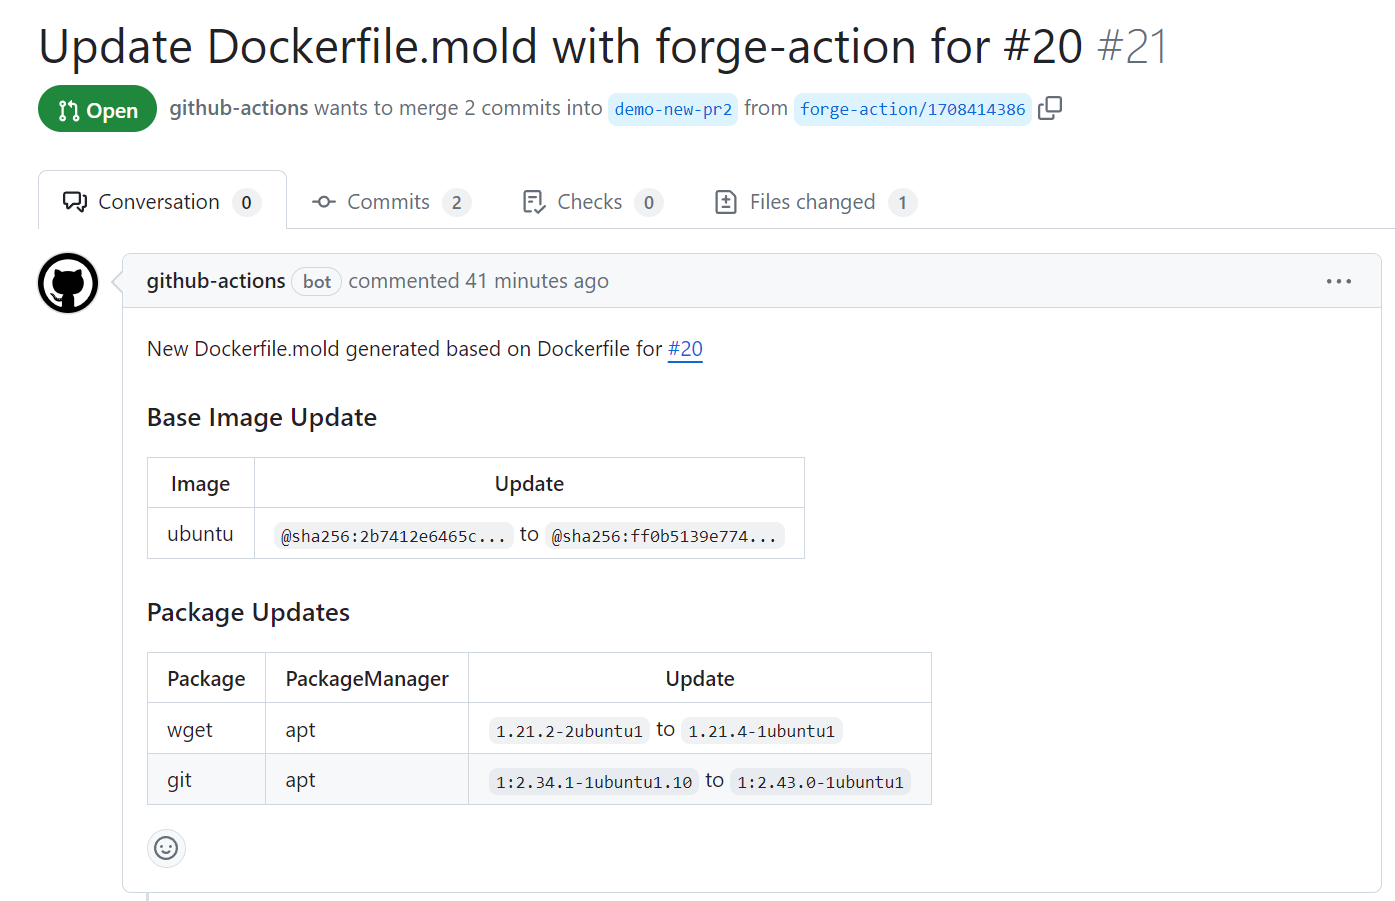 Update Dockerfile.mold with forge-action for #20 #21
Open github-actions wants to merge 2 commits into demo-new-pr2 from forge-action/1708414386
Conversation 0 Commits 2 Checks 0 Files changed 1
github-actions bot commented 41 minutes ago
New Dockerfile.mold generated based on Dockerfile for #20
Base Image Update
Image Update
ubuntu @sha256:2b7412e6465c... to @sha256:ff0b5139e774...
Package Updates
Package PackageManager Update
wget apt 1.21.2-2ubuntu1 to 1.21.4-1ubuntu1
git apt 1:2.34.1-1ubuntu1.10 to 1:2.43.0-1ubuntu1